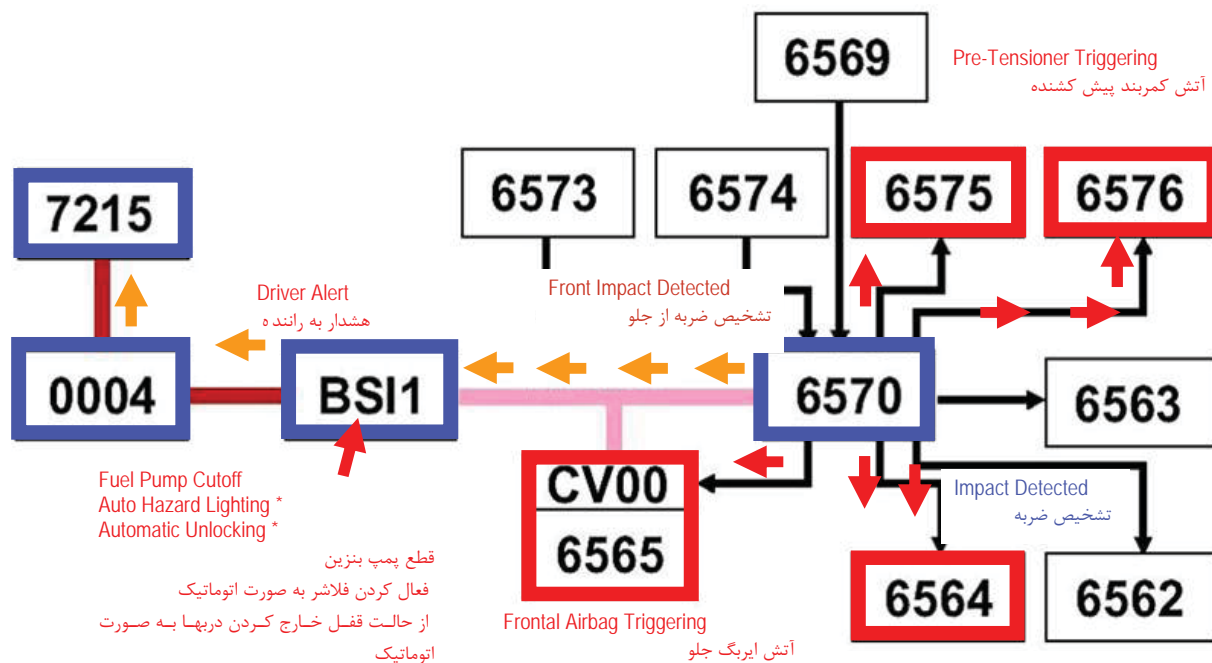 6569
Pre-Tensioner Triggering
آتش کمربند پیش کشنده
6573
6574
6575
6576
7215
Driver Alert
هشدار به راننده
Front Impact Detected
تشخیص ضربه از جلو
0004
BSI1
6570
6563
Fuel Pump Cutoff
Auto Hazard Lighting *
Automatic Unlocking *
قطع پمپ بنزین
فعال کردن فلاشر به صورت اتوماتیک
از حالت قفل خارج کردن دربها به صورت
اتوماتیک
CV00
6565
Frontal Airbag Triggering
آتش ایربگ جلو
Impact Detected
تشخیص ضربه
6564
6562